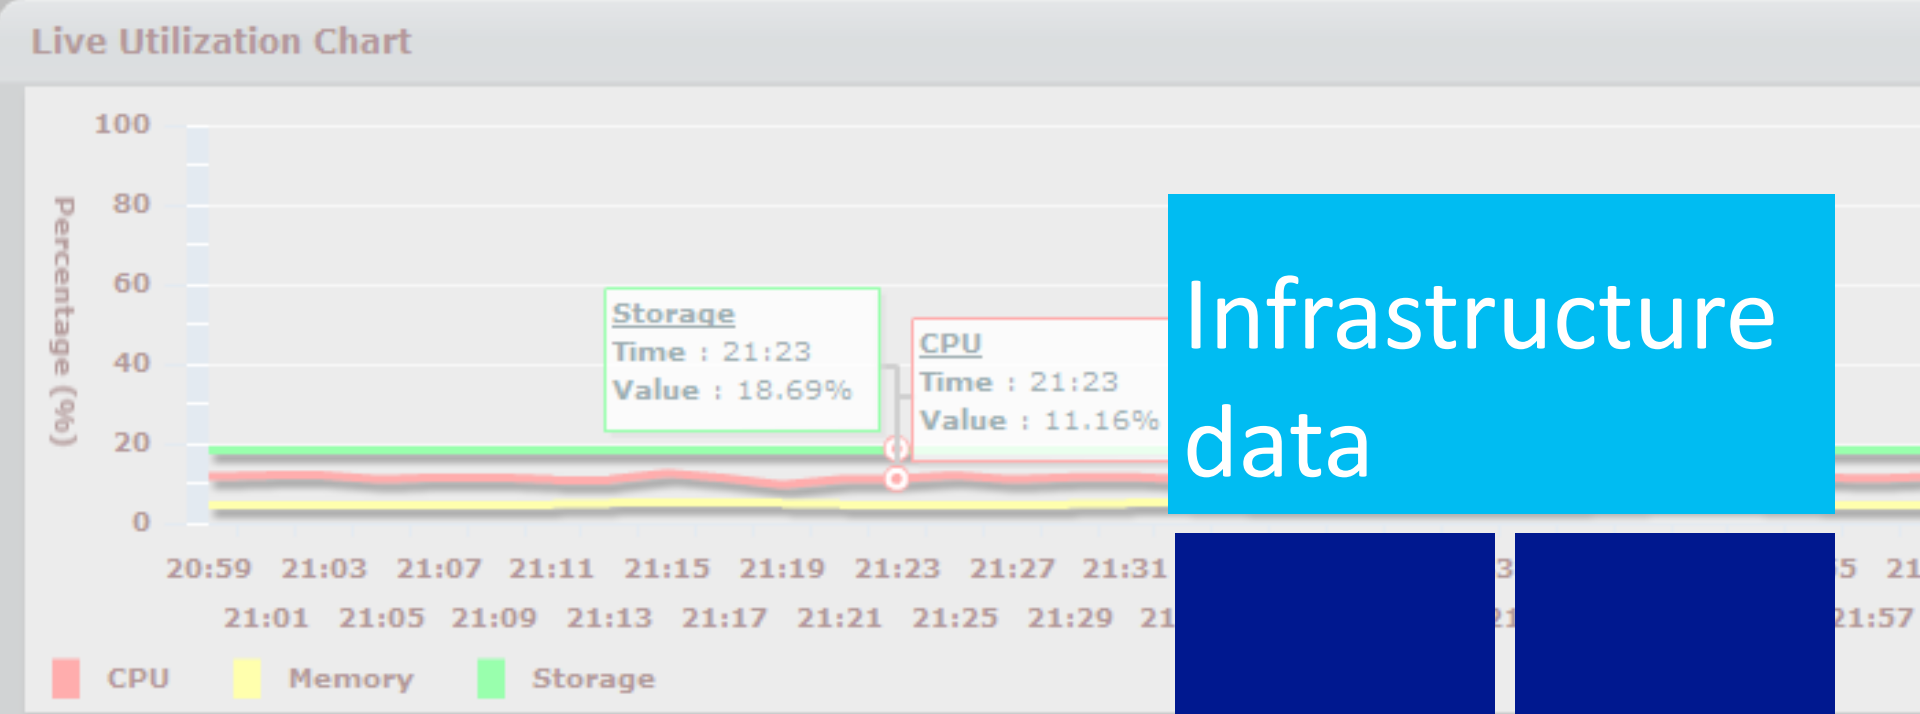 Live Utilization Chart
100
80
60
40
20
0
Percentage (%)
Storage
Time : 21:23
Value : 18.69%
CPU
Time : 21:23
Value : 11.16%
Infrastructure
data
20:59 21:03 21:07 21:11 21:15 21:19 21:23 21:27 21:31
21:01 21:05 21:09 21:13 21:17 21:21 21:25 21:29 21:57
CPU Memory Storage